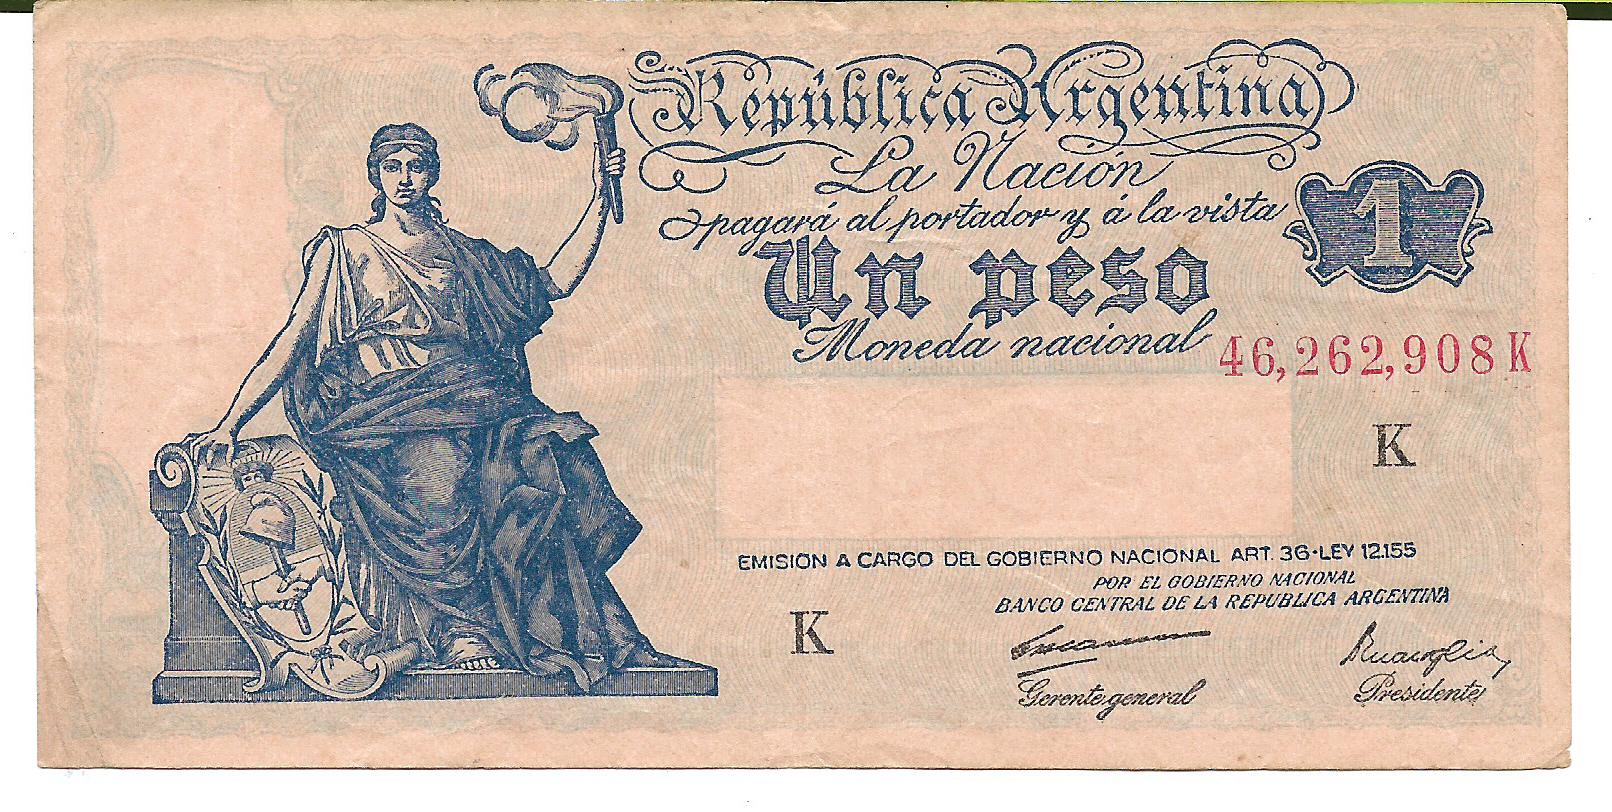 República Argentina
La Nación
pagará al portador y á la vista
1
Un peso
Moneda nacional
46,262,908 K
K
EMISION A CARGO DEL GOBIERNO NACIONAL ART. 36·LEY 12.155
POR EL GOBIERNO NACIONAL
BANCO CENTRAL DE LA REPUBLICA ARGENTINA
K
Gerente general
Presidente